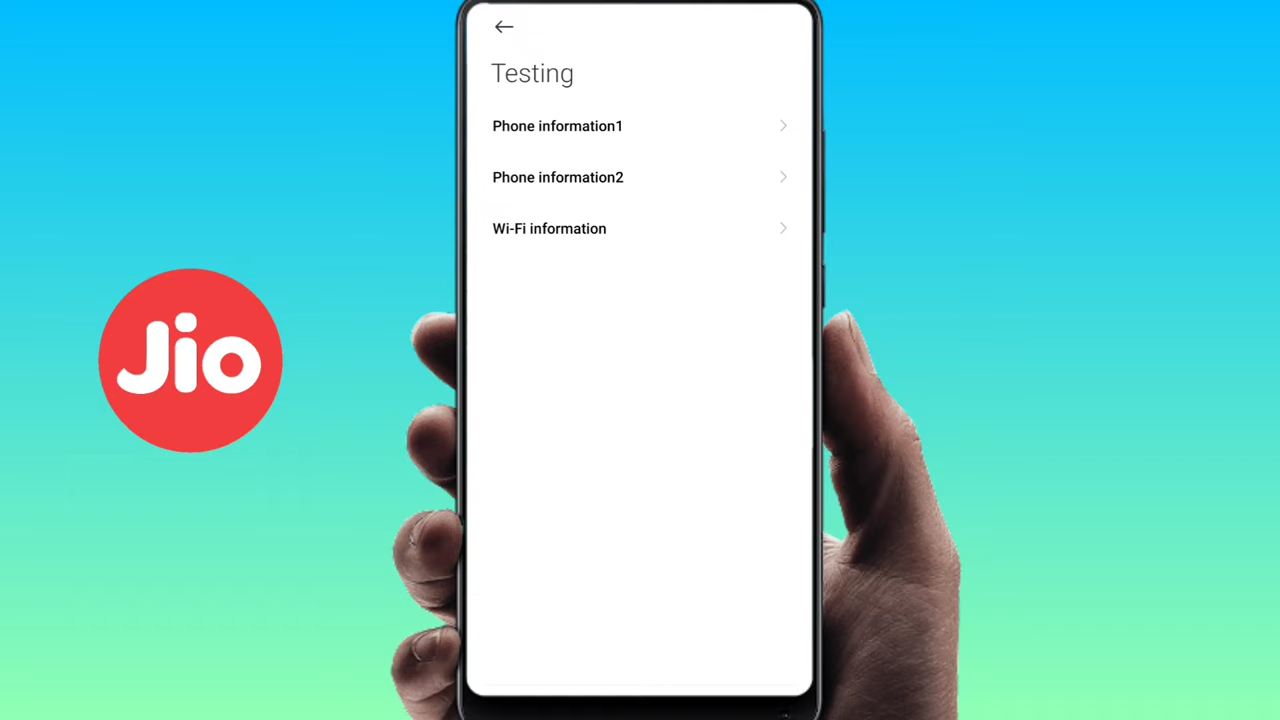 Testing
Phone information1
Phone information2
Wi-Fi information
Jio